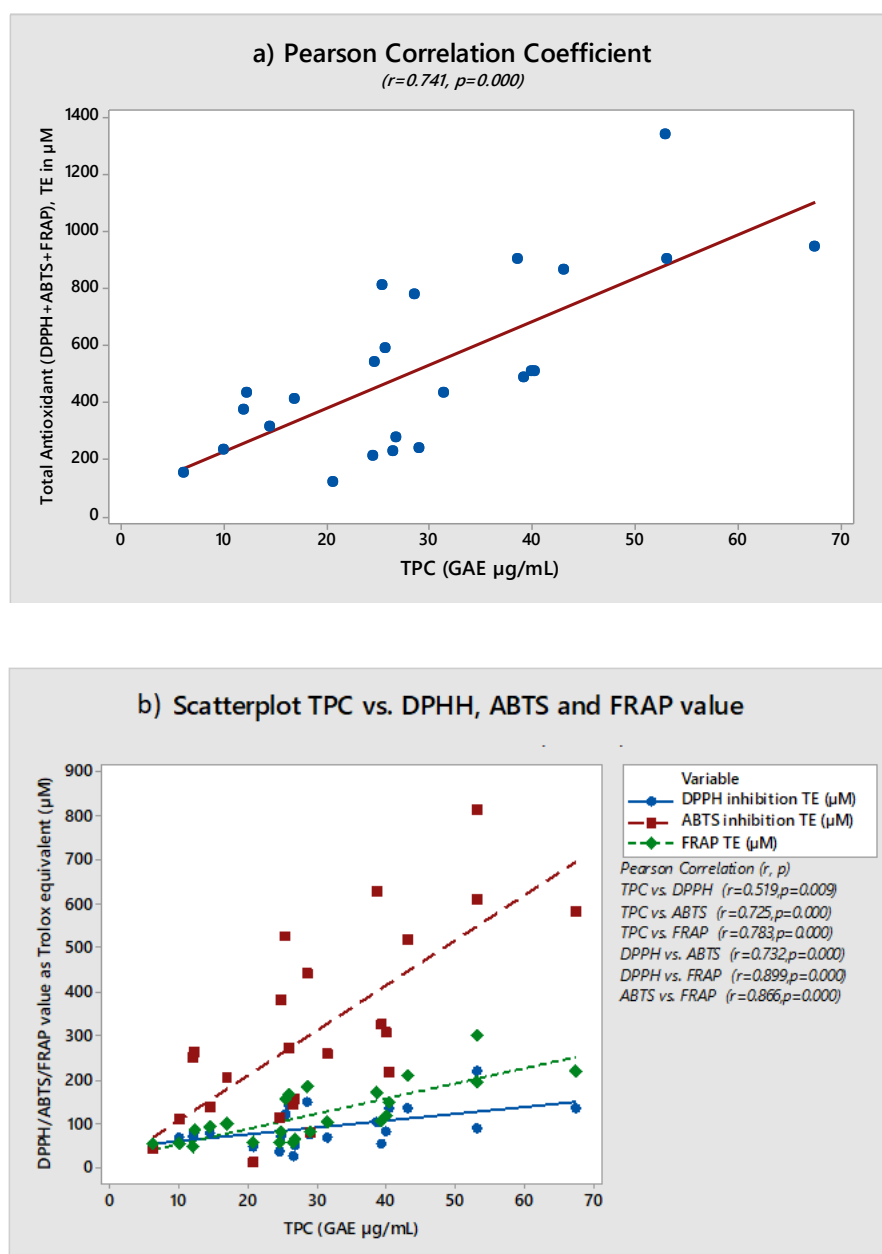 a) Pearson Correlation Coefficient
(r=0.741, p=0.000)
Total Antioxidant (DPPH+ABTS+FRAP), TE in µM
1400
1200
1000
800
600
400
200
0
0 10 20 30 40 50 60 70
TPC (GAE µg/mL)
b) Scatterplot TPC vs. DPHH, ABTS and FRAP value
DPPH/ABTS/FRAP value as Trolox equivalent (µM)
900
800
700
600
500
400
300
200
100
0
0 10 20 30 40 50 60 70
TPC (GAE µg/mL)
Variable
DPPH inhibition TE (µM)
ABTS inhibition TE (µM)
FRAP TE (µM)
Pearson Correlation (r, p)
TPC vs. DPPH (r=0.519,p=0.009)
TPC vs. ABTS (r=0.725,p=0.000)
TPC vs. FRAP (r=0.783,p=0.000)
DPPH vs. ABTS (r=0.732,p=0.000)
DPPH vs. FRAP (r=0.899,p=0.000)
ABTS vs. FRAP (r=0.866,p=0.000)